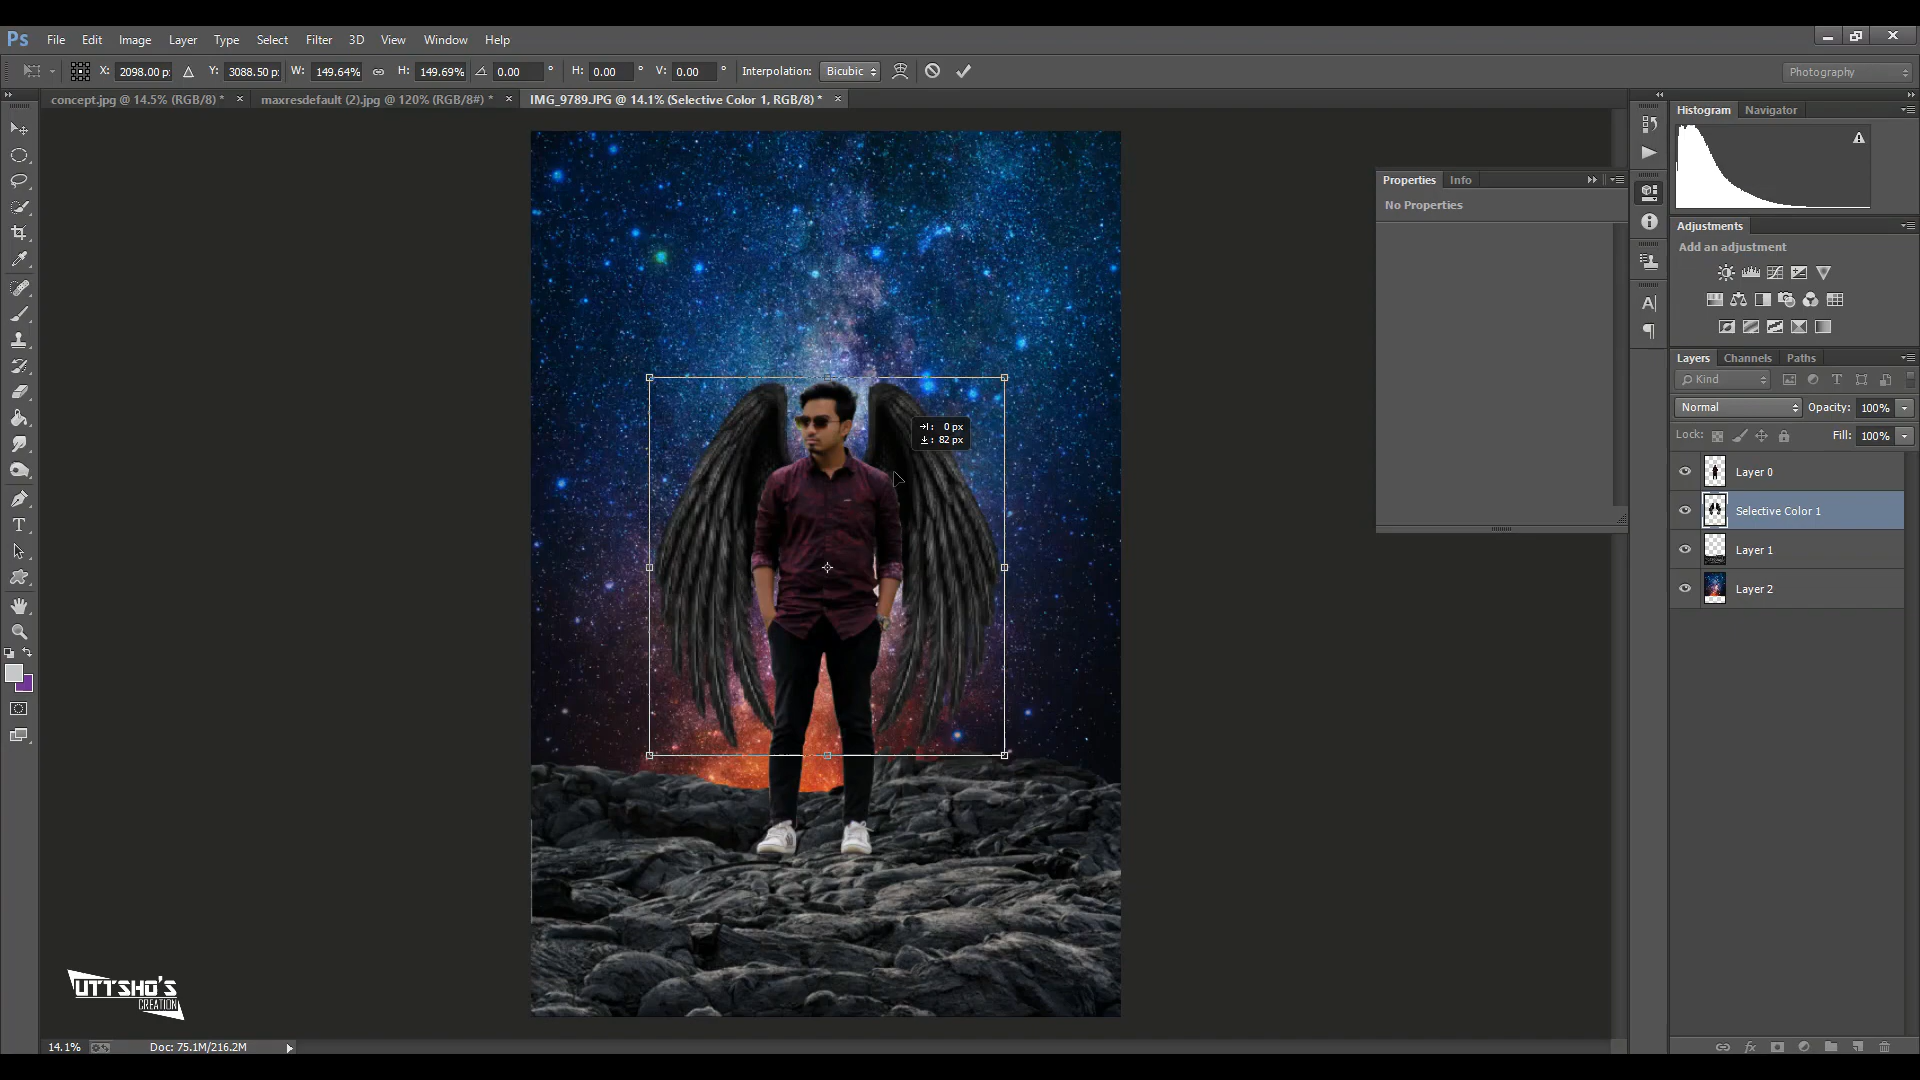 Ps File Edit Image Layer Type Select Filter 3D View Window Help
X: 2098.00 p: Y: 3088.50 p: W: 149.64% H: 149.69% 0.00 ° H: 0.00 ° V: 0.00 ° Interpolation: Bicubic Photography
concept.jpg @ 14.5% (RGB/8) * × maxresdefault (2).jpg @ 120% (RGB/8#) * × IMG_9789.JPG @ 14.1% (Selective Color 1, RGB/8) * ×
Histogram Navigator
Properties Info
No Properties
Adjustments
Add an adjustment
Layers Channels Paths
Kind
Normal Opacity: 100%
Lock: Fill: 100%
Layer 0
Selective Color 1
Layer 1
Layer 2
: 0 px
: 82 px
UTTSHO'S
CREATION
14.1% Doc: 75.1M/216.2M